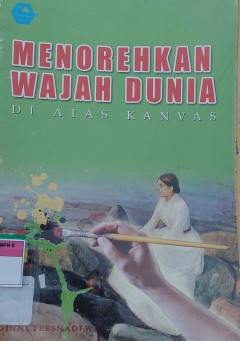 MENOREHKAN
WAJAH DUNIA
DI ATAS KANVAS